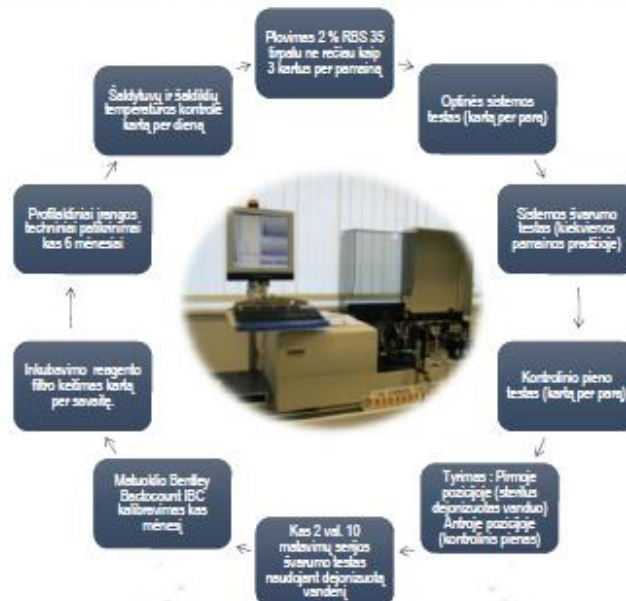 Plovimas 2 % RBS 35
tirpalu ne rečiau kaip
3 kartus per pamainą
Optinės sistemos
testas (kartą per parą)
Sistemos švarumo
testas (kiekvienos
pamainos pradžioje)
Kontrolinio pieno
testas (kartą per parą)
Tyrimas : Pirmoje
pozicijoje (sterilus
dejonizuotas vanduo)
Antroje pozicijoje
(kontrolinis pienas)
Kas 2 val. 10
matavimų serijos
švarumo testas
naudojant dejonizuotą
vandenį
Matuoklio Bentley
Bactocount IBC
kalibravimas kas
mėnesį
Inkubavimo reagento
filtro keitimas kartą
per savaitę.
Profilaktiniai įrangos
techniniai patikrinimai
kas 6 mėnesiai
Šaldytuvų ir šaldiklių
temperatūros kontrolė
kartą per dieną